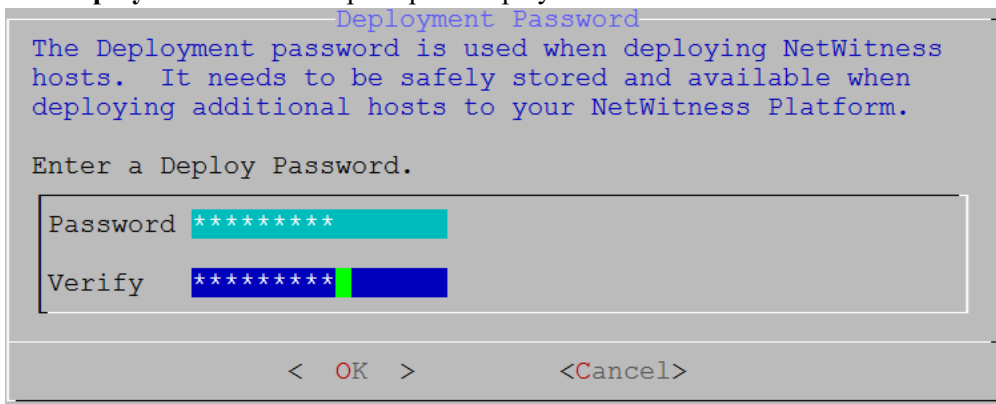 Deployment Password
The Deployment password is used when deploying NetWitness
hosts. It needs to be safely stored and available when
deploying additional hosts to your NetWitness Platform.
Enter a Deploy Password.
Password *********
Verify *********
< OK > <Cancel>